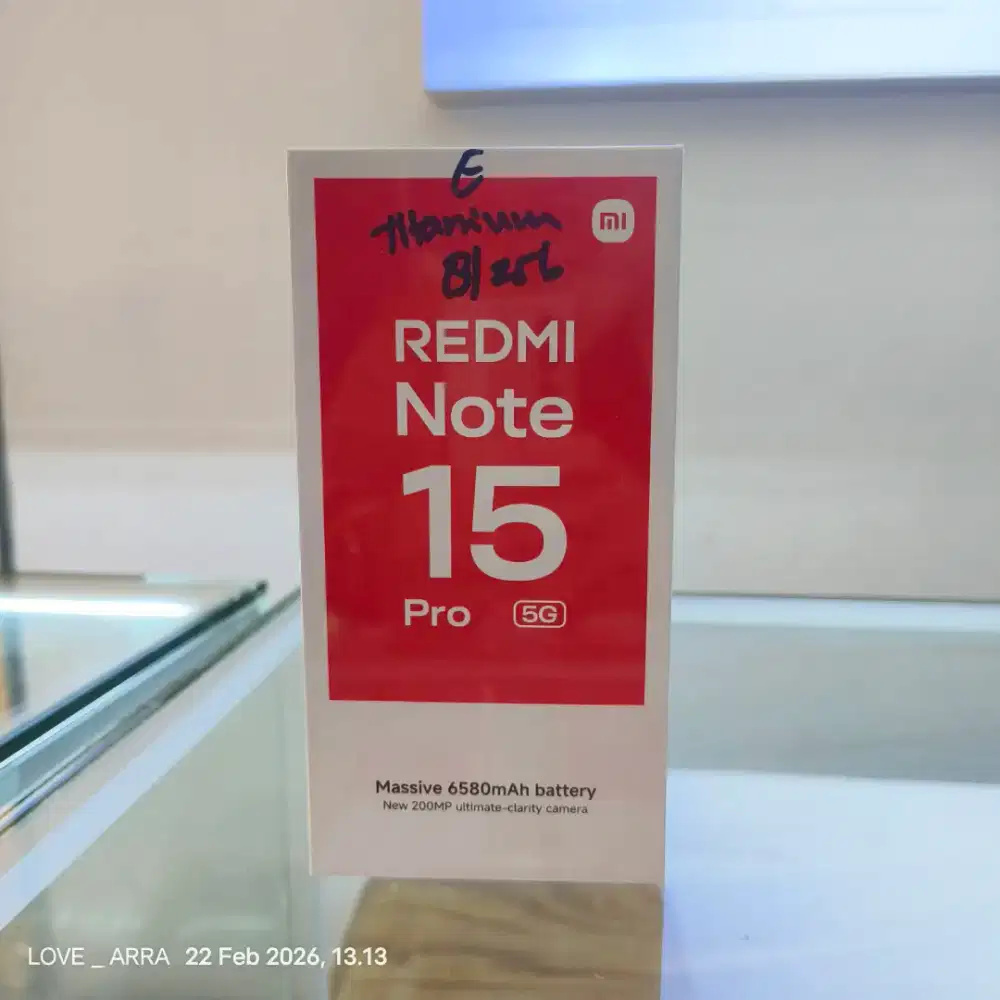 E
Titanium
8/256
mi
REDMI
Note
15
Pro 5G
Massive 6580mAh battery
New 200MP ultimate-clarity camera
LOVE _ ARRA 22 Feb 2026, 13.13